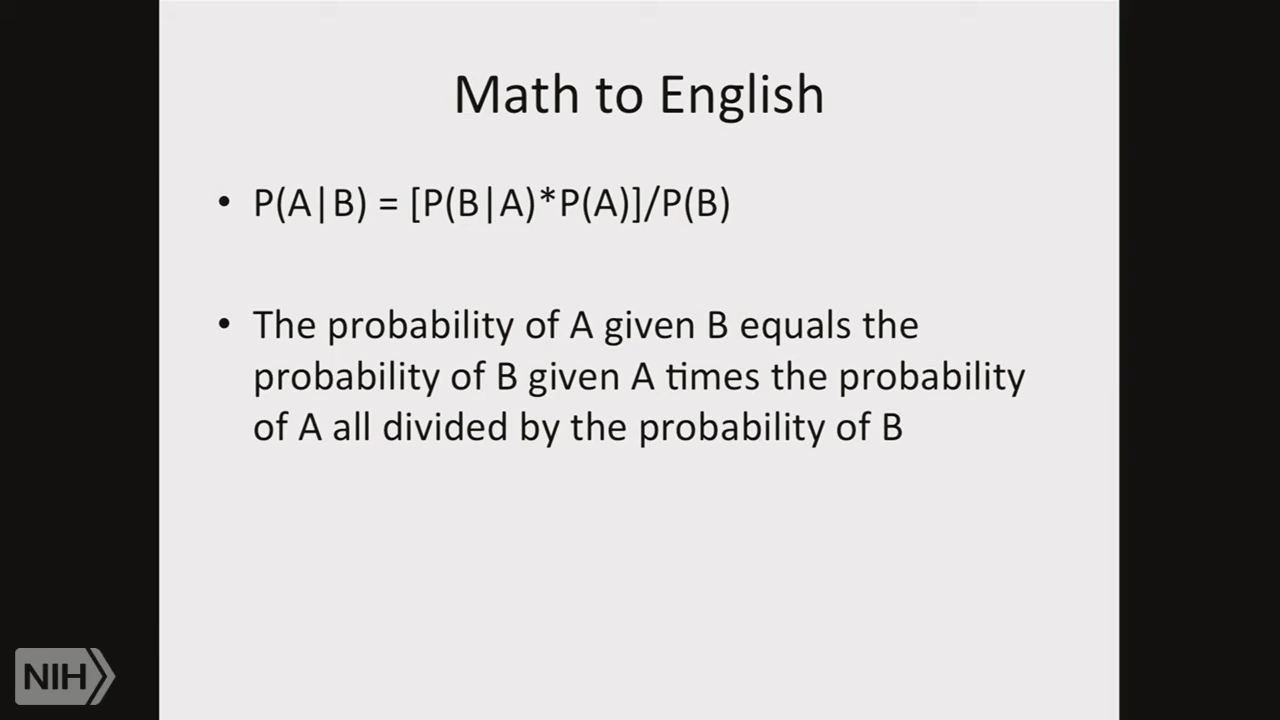 Math to English
• P(A|B) = [P(B|A)*P(A)]/P(B)
• The probability of A given B equals the
probability of B given A times the probability
of A all divided by the probability of B
NIH